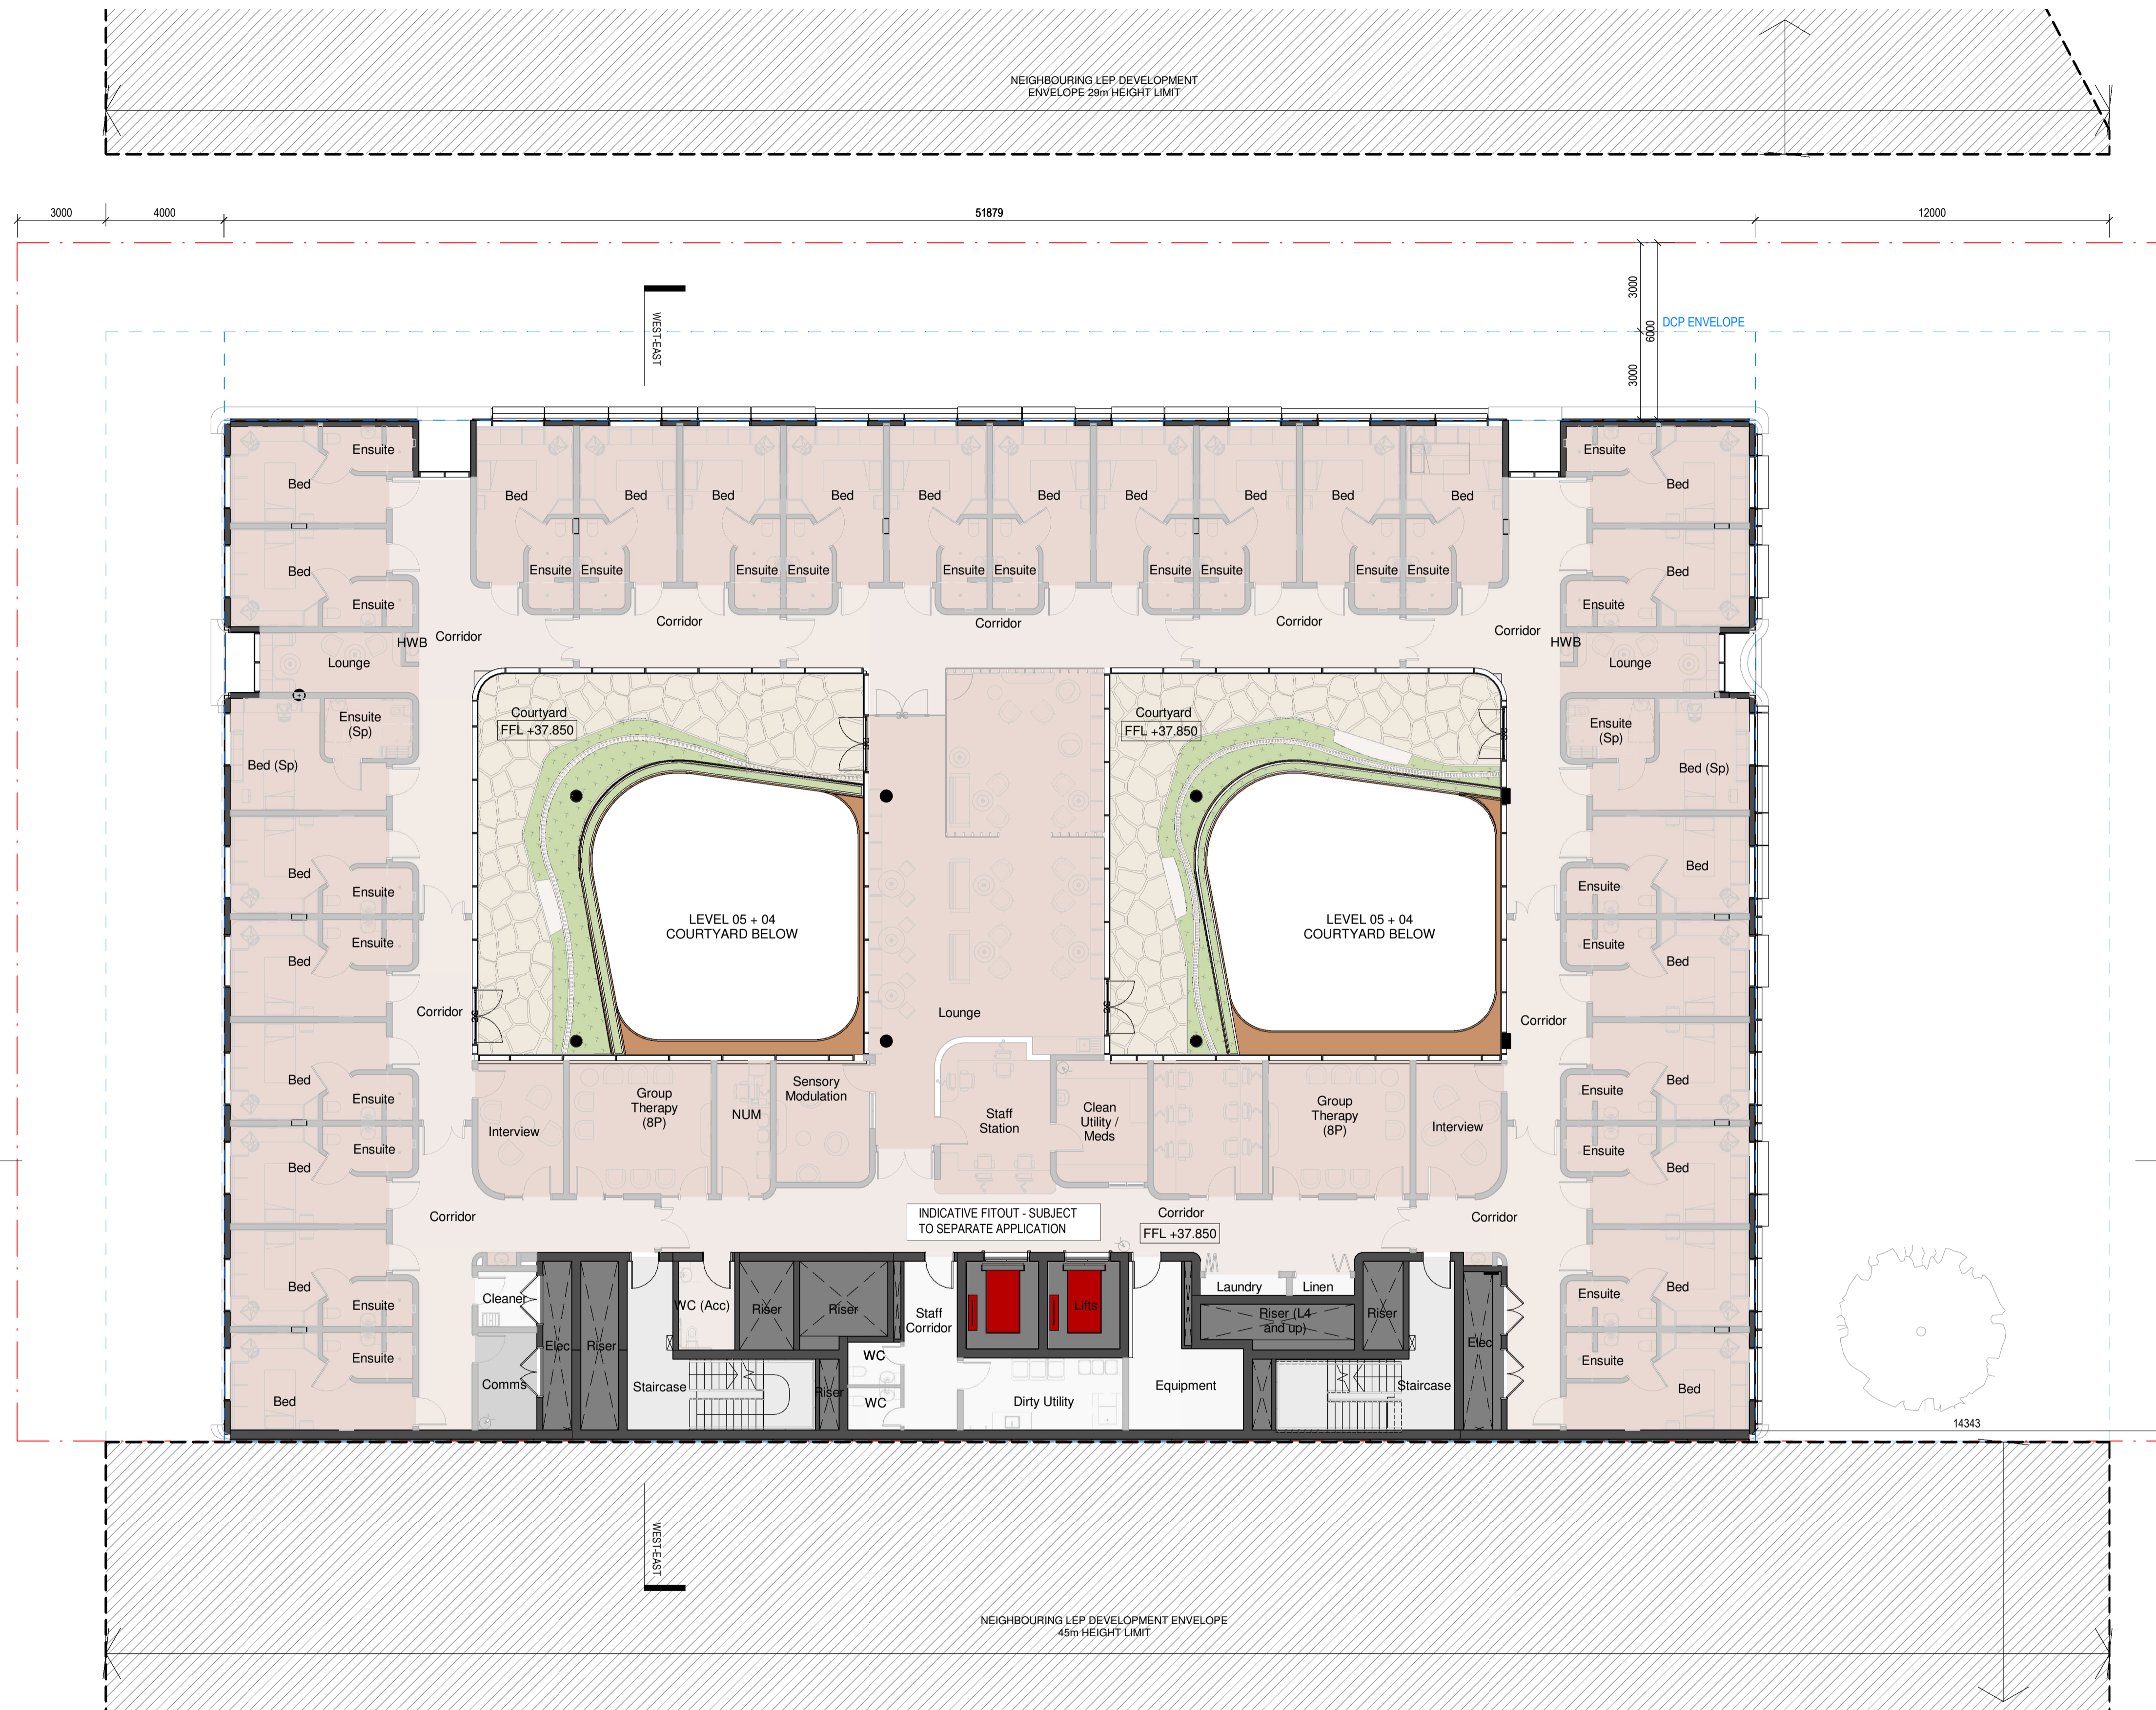 NEIGHBOURING LEP DEVELOPMENT
ENVELOPE 29m HEIGHT LIMIT
3000
4000
51879
12000
3000
6000
3000
DCP ENVELOPE
WEST-EAST
Ensuite
Bed
Bed
Bed
Bed
Bed
Bed
Bed
Bed
Bed
Bed
Bed
Bed
Ensuite
Bed
Bed
Ensuite
Ensuite
Ensuite
Ensuite
Ensuite
Ensuite
Ensuite
Ensuite
Ensuite
Ensuite
Ensuite
Bed
Ensuite
HWB
Corridor
Corridor
Corridor
Corridor
Corridor
HWB
Lounge
Lounge
Ensuite
(Sp)
Bed (Sp)
Courtyard
FFL +37.850
Courtyard
FFL +37.850
Ensuite
(Sp)
Bed (Sp)
Bed
Ensuite
Ensuite
Bed
LEVEL 05 + 04
COURTYARD BELOW
LEVEL 05 + 04
COURTYARD BELOW
Bed
Ensuite
Ensuite
Bed
Corridor
Lounge
Corridor
Bed
Ensuite
Ensuite
Bed
Interview
Group
Therapy
(8P)
NUM
Sensory
Modulation
Staff
Station
Clean
Utility /
Meds
Group
Therapy
(8P)
Interview
Ensuite
Bed
Ensuite
Bed
Corridor
INDICATIVE FITOUT - SUBJECT
TO SEPARATE APPLICATION
Corridor
FFL +37.850
Corridor
Bed
Ensuite
Ensuite
Bed
Cleaner
Comms
Elec
Riser
Staircase
WC (Acc)
Riser
Riser
Riser
Staff
Corridor
WC
WC
Lifts
Dirty Utility
Equipment
Laundry
Linen
Riser (L4
and up)
Riser
Staircase
Elec
Ensuite
Bed
Ensuite
Bed
Ensuite
Bed
14343
WEST-EAST
NEIGHBOURING LEP DEVELOPMENT ENVELOPE
45m HEIGHT LIMIT